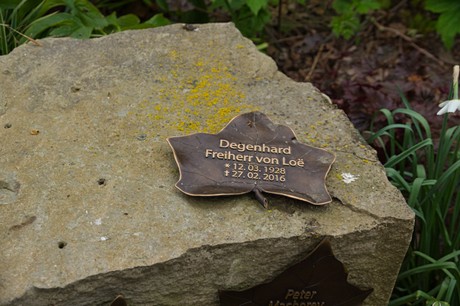 Degenhard
Freiherr von Loë
* 12. 03. 1928
† 27. 02. 2016
Peter